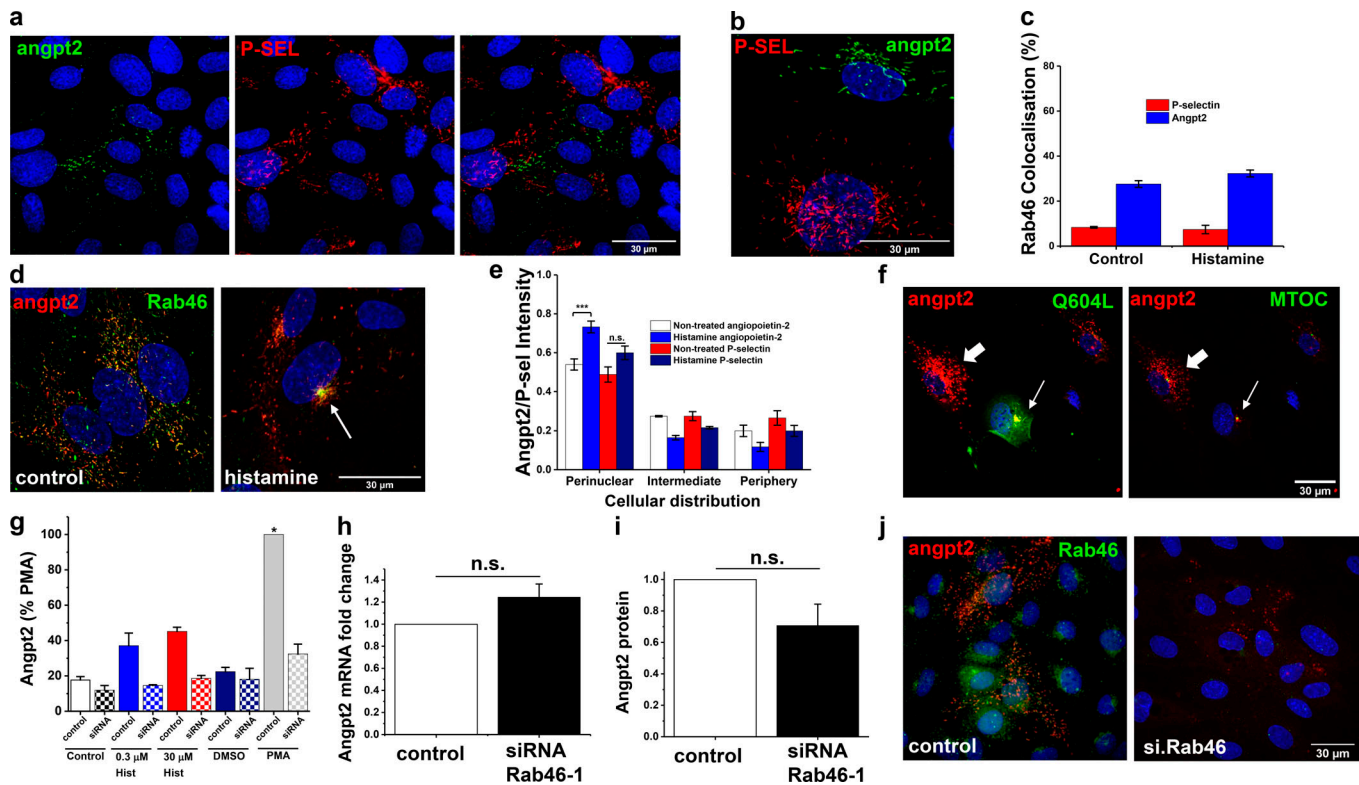 a
angpt2
P-SEL
30 µm
b
P-SEL
angpt2
30 µm
c
Rab46 Colocalisation (%)
80
60
40
20
0
P-selectin
Angpt2
Control
Histamine
d
angpt2
Rab46
control
histamine
30 µm
e
Angpt2/P-sel Intensity
1.0
0.8
0.6
0.4
0.2
0.0
***
n.s.
Non-treated angiopoietin-2
Histamine angiopoietin-2
Non-treated P-selectin
Histamine P-selectin
Perinuclear
Intermediate
Periphery
Cellular distribution
f
angpt2
Q604L
angpt2
MTOC
30 µm
g
Angpt2 (% PMA)
100
80
60
40
20
0
*
control
siRNA
control
siRNA
control
siRNA
control
siRNA
control
siRNA
Control
0.3 µM
Hist
30 µM
Hist
DMSO
PMA
h
Angpt2 mRNA fold change
1.4
1.2
1.0
0.8
0.6
0.4
0.2
0.0
n.s.
control
siRNA
Rab46-1
i
Angpt2 protein
1.0
0.8
0.6
0.4
0.2
0.0
n.s.
control
siRNA
Rab46-1
j
angpt2
Rab46
control
si.Rab46
30 µm